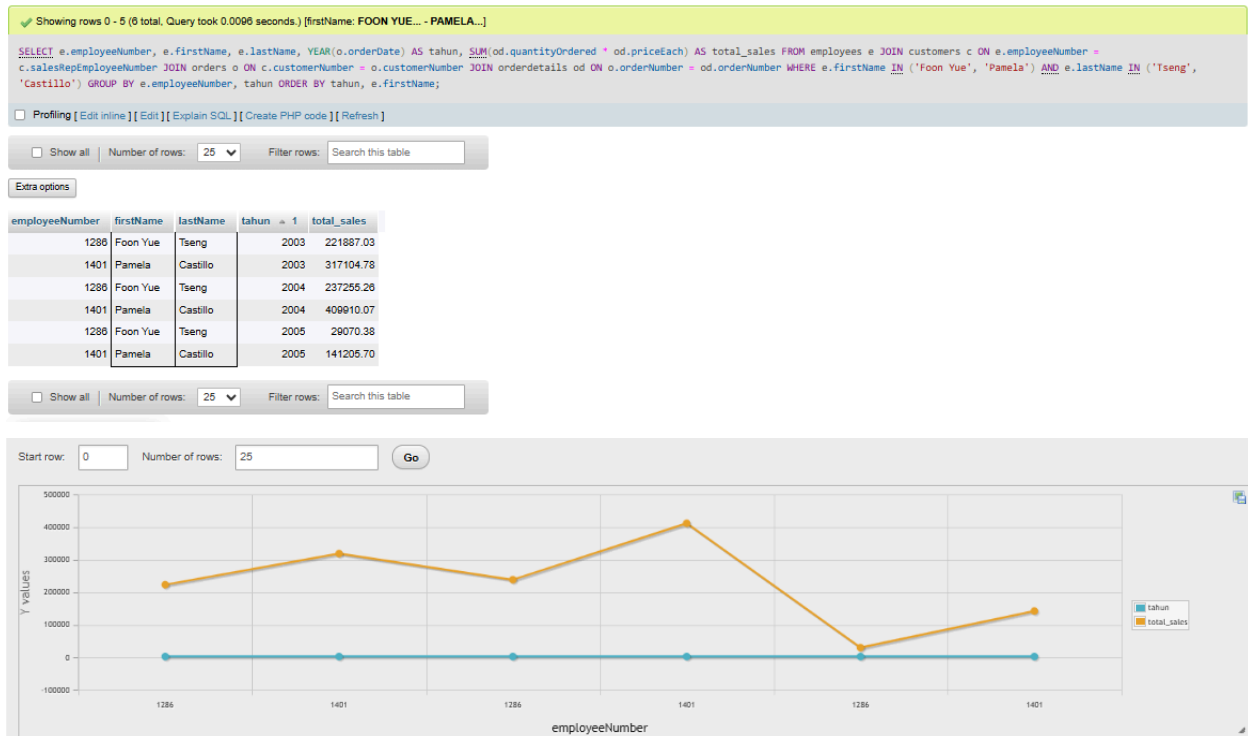 Showing rows 0 - 5 (6 total, Query took 0.0096 seconds.) [firstName: FOON YUE... - PAMELA...]
SELECT e.employeeNumber, e.firstName, e.lastName, YEAR(o.orderDate) AS tahun, SUM(od.quantityOrdered * od.priceEach) AS total_sales FROM employees e JOIN customers c ON e.employeeNumber =
c.salesRepEmployeeNumber JOIN orders o ON c.customerNumber = o.customerNumber JOIN orderdetails od ON o.orderNumber = od.orderNumber WHERE e.firstName IN ('Foon Yue', 'Pamela') AND e.lastName IN ('Tseng',
'Castillo') GROUP BY e.employeeNumber, tahun ORDER BY tahun, e.firstName;
Profiling [ Edit inline ] [ Edit ] [ Explain SQL ] [ Create PHP code ] [ Refresh ]
Show all | Number of rows: 25 Filter rows: Search this table
Extra options
employeeNumber firstName lastName tahun 1 total_sales
1286 Foon Yue Tseng 2003 221887.03
1401 Pamela Castillo 2003 317104.78
1286 Foon Yue Tseng 2004 237255.26
1401 Pamela Castillo 2004 409910.07
1286 Foon Yue Tseng 2005 29070.38
1401 Pamela Castillo 2005 141205.70
Show all | Number of rows: 25 Filter rows: Search this table
Start row: 0 Number of rows: 25 Go
500000
400000
300000
200000
100000
0
-100000
Y values
tahun
total_sales
1286 1401 1286 1401 1286 1401
employeeNumber